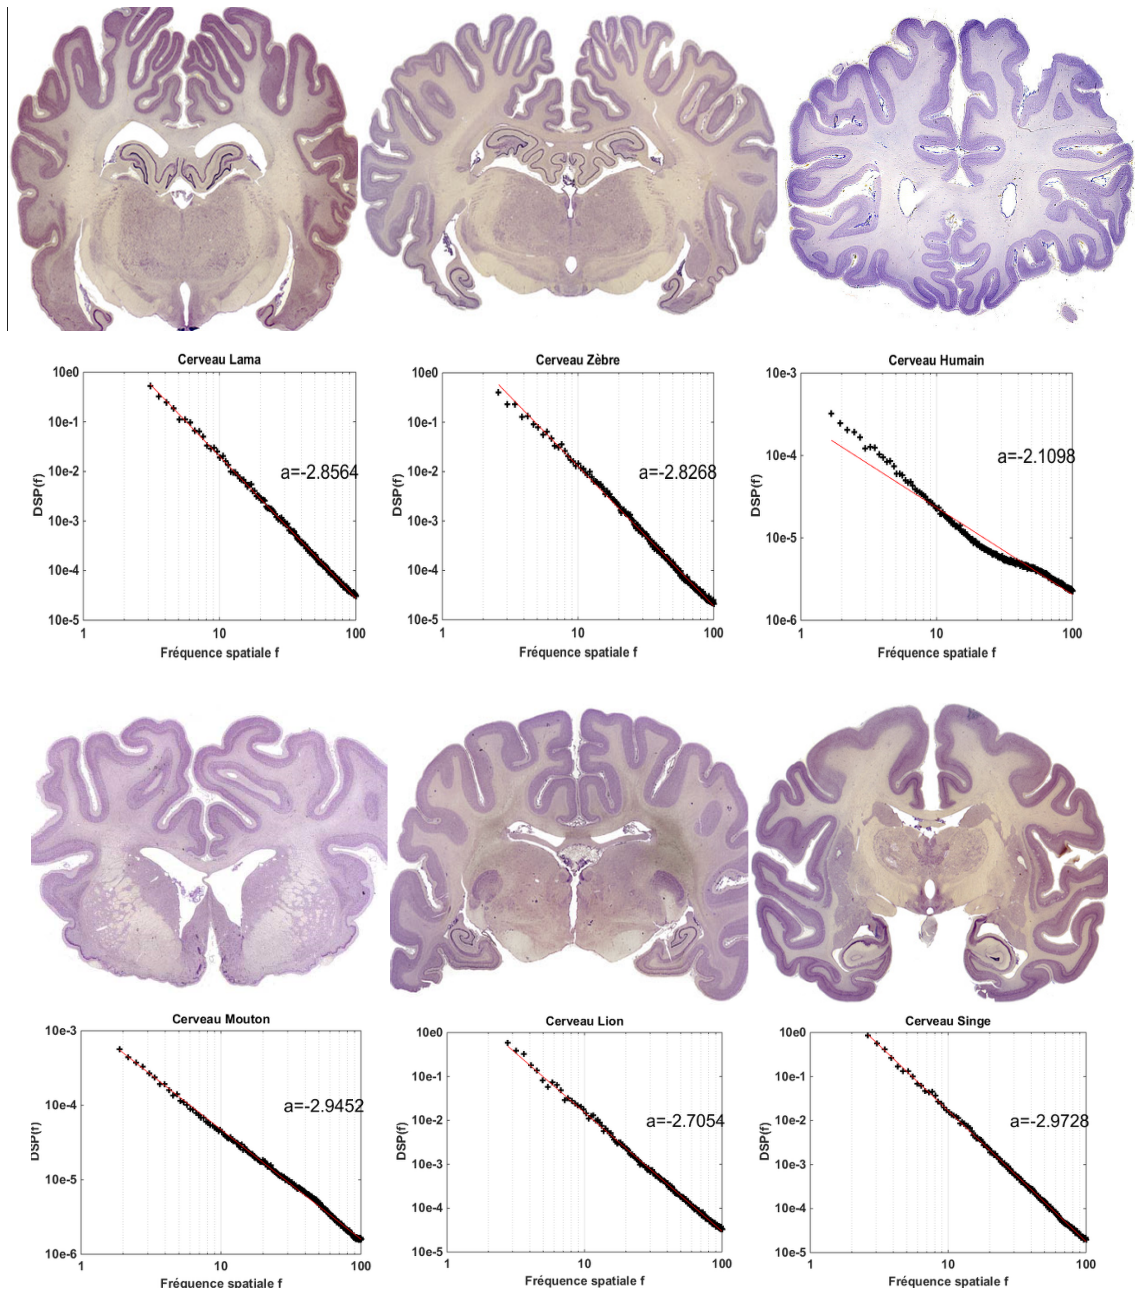 Cerveau Lama
10e0
10e-1
10e-2
10e-3
10e-4
10e-5
DSP(f)
a=-2.8564
1 10 100
Fréquence spatiale f
Cerveau Zèbre
10e0
10e-1
10e-2
10e-3
10e-4
10e-5
DSP(f)
a=-2.8268
1 10 100
Fréquence spatiale f
Cerveau Humain
10e-3
10e-4
10e-5
10e-6
DSP(f)
a=-2.1098
1 10 100
Fréquence spatiale f
Cerveau Mouton
10e-3
10e-4
10e-5
10e-6
DSP(f)
a=-2.9452
1 10 100
Fréquence spatiale f
Cerveau Lion
10e0
10e-1
10e-2
10e-3
10e-4
10e-5
DSP(f)
a=-2.7054
1 10 100
Fréquence spatiale f
Cerveau Singe
10e0
10e-1
10e-2
10e-3
10e-4
10e-5
DSP(f)
a=-2.9728
1 10 100
Fréquence spatiale f